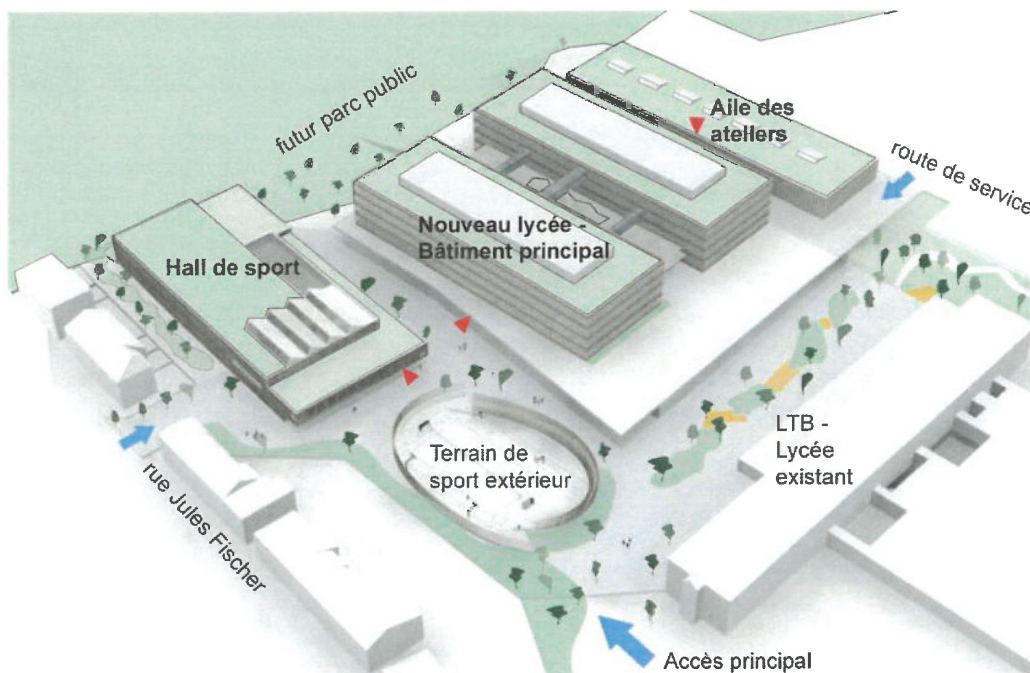 futur parc public
Aile des
atellers
route de service
Nouveau lycée -
Bâtiment principal
Hall de sport
Terrain de
sport extérieur
LTB -
Lycée
existant
rue Jules Fischer
Accès principal